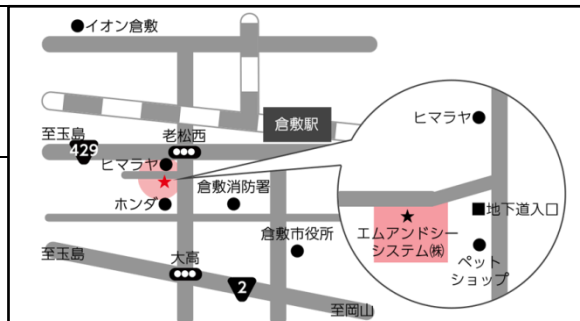 ●イオン倉敷
倉敷駅
ヒマラヤ●
至玉島
429
老松西
ヒマラヤ●
★
倉敷消防署
ホンダ●
●
倉敷市役所
●
至玉島
大高
2
至岡山
★
エムアンドシー
システム㈱
■地下道入口
●
ペット
ショップ